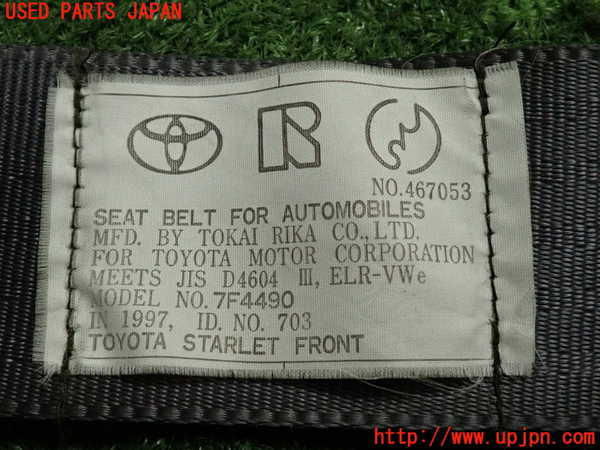 USED PARTS JAPAN
R
NO.467053
SEAT BELT FOR AUTOMOBILES
MFD. BY TOKAI RIKA CO.,LTD.
FOR TOYOTA MOTOR CORPORATION
MEETS JIS D4604 III, ELR-VWe
MODEL NO.7F4490
IN 1997, ID. NO. 703
TOYOTA STARLET FRONT
http://www.upjpn.com/